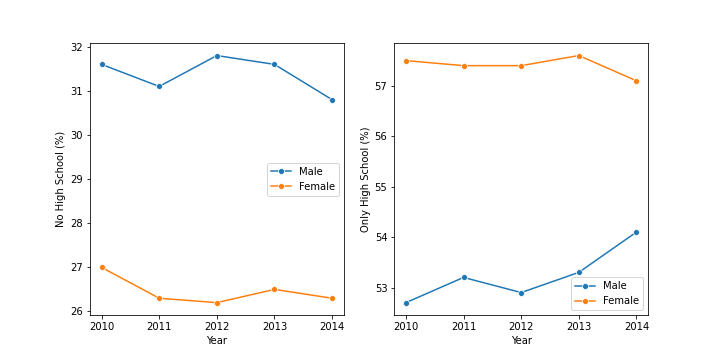 No High School (%)
32
31
30
29
28
27
26
2010 2011 2012 2013 2014
Year
Male
Female
Only High School (%)
57
56
55
54
53
2010 2011 2012 2013 2014
Year
Male
Female